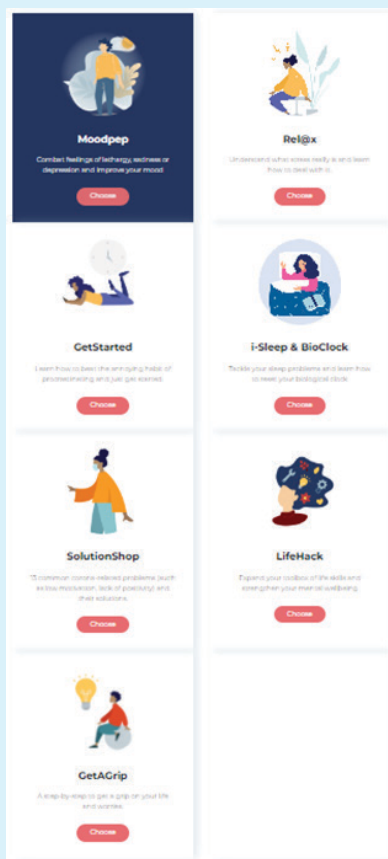 Moodpep
Combat feelings of lethargy, sadness or
depression and improve your mood
Choose
Rel@x
Understand what stress really is and learn
how to deal with it.
Choose
GetStarted
Learn how to beat the annoying habit of
procrastinating and just get started.
Choose
i-Sleep & BioClock
Tackle your sleep problems and learn how
to reset your biological clock
Choose
SolutionShop
15 common corona-related problems (such
as low motivation, lack of positivity) and
their solutions.
Choose
LifeHack
Expand your toolbox of life skills and
strengthen your mental wellbeing.
Choose
GetAGrip
A step-by-step to get a grip on your life
and worries.
Choose